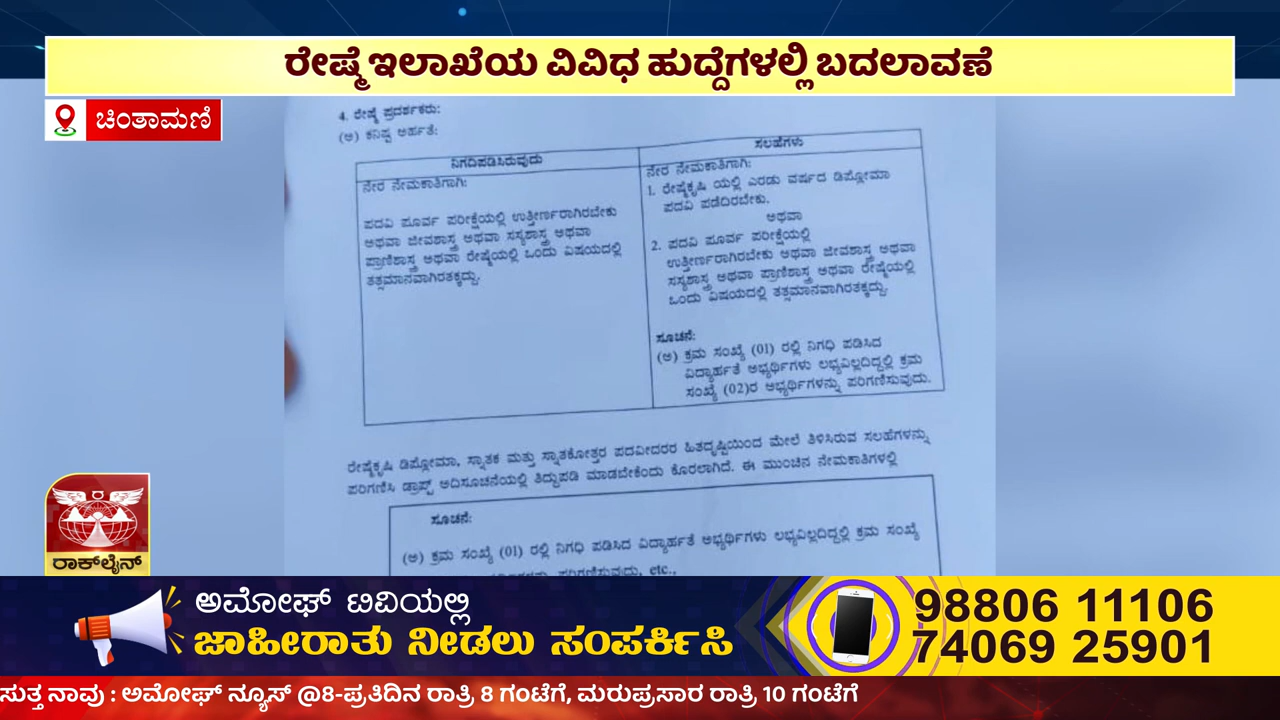 ರೇಷ್ಮೆ ಇಲಾಖೆಯ ವಿವಿಧ ಹುದ್ದೆಗಳಲ್ಲಿ ಬದಲಾವಣೆ
ಚಿಂತಾಮಣಿ
4. ರೇಷ್ಮೆ ಪ್ರದರ್ಶಕರು:
(ಅ) ಕನಿಷ್ಟ ಅರ್ಹತೆ:
ನಿಗದಿಪಡಿಸಿರುವುದು
ನೇರ ನೇಮಕಾತಿಗಾಗಿ:
ಪದವಿ ಪೂರ್ವ ಪರೀಕ್ಷೆಯಲ್ಲಿ ಉತ್ತೀರ್ಣರಾಗಿರಬೇಕು
ಅಥವಾ ಜೀವಶಾಸ್ತ್ರ ಅಥವಾ ಸಸ್ಯಶಾಸ್ತ್ರ ಅಥವಾ
ಪ್ರಾಣಿಶಾಸ್ತ್ರ ಅಥವಾ ರೇಷ್ಮೆಯಲ್ಲಿ ಒಂದು ವಿಷಯದಲ್ಲಿ
ತತ್ಸಮಾನವಾಗಿರತಕ್ಕದ್ದು.
ಸಲಹೆಗಳು
ನೇರ ನೇಮಕಾತಿಗಾಗಿ:
1. ರೇಷ್ಮೆಕೃಷಿ ಯಲ್ಲಿ ಎರಡು ವರ್ಷದ ಡಿಪ್ಲೋಮಾ
ಪದವಿ ಪಡೆದಿರಬೇಕು.
ಅಥವಾ
2. ಪದವಿ ಪೂರ್ವ ಪರೀಕ್ಷೆಯಲ್ಲಿ
ಉತ್ತೀರ್ಣರಾಗಿರಬೇಕು ಅಥವಾ ಜೀವಶಾಸ್ತ್ರ ಅಥವಾ
ಸಸ್ಯಶಾಸ್ತ್ರ ಅಥವಾ ಪ್ರಾಣಿಶಾಸ್ತ್ರ ಅಥವಾ ರೇಷ್ಮೆಯಲ್ಲಿ
ಒಂದು ವಿಷಯದಲ್ಲಿ ತತ್ಸಮಾನವಾಗಿರತಕ್ಕದ್ದು.
ಸೂಚನೆ:
(ಅ) ಕ್ರಮ ಸಂಖ್ಯೆ (01) ರಲ್ಲಿ ನಿಗಧಿ ಪಡಿಸಿದ
ವಿದ್ಯಾರ್ಹತೆ ಅಭ್ಯರ್ಥಿಗಳು ಲಭ್ಯವಿಲ್ಲದಿದ್ದಲ್ಲಿ ಕ್ರಮ
ಸಂಖ್ಯೆ (02)ರ ಅಭ್ಯರ್ಥಿಗಳನ್ನು ಪರಿಗಣಿಸುವುದು.
ರೇಷ್ಮೆಕೃಷಿ ಡಿಪ್ಲೋಮಾ, ಸ್ನಾತಕ ಮತ್ತು ಸ್ನಾತಕೋತ್ತರ ಪದವೀದರರ ಹಿತದೃಷ್ಟಿಯಿಂದ ಮೇಲೆ ತಿಳಿಸಿರುವ ಸಲಹೆಗಳನ್ನು
ಪರಿಗಣಿಸಿ ಡ್ರಾಪ್ಟ್ ಅದಿಸೂಚನೆಯಲ್ಲಿ ತಿದ್ದುಪಡಿ ಮಾಡಬೇಕೆಂದು ಕೊರಲಾಗಿದೆ. ಈ ಮುಂಚಿನ ನೇಮಕಾತಿಗಳಲ್ಲಿ
ಸೂಚನೆ:
(ಅ) ಕ್ರಮ ಸಂಖ್ಯೆ (01) ರಲ್ಲಿ ನಿಗಧಿ ಪಡಿಸಿದ ವಿದ್ಯಾರ್ಹತೆ ಅಭ್ಯರ್ಥಿಗಳು ಲಭ್ಯವಿಲ್ಲದಿದ್ದಲ್ಲಿ ಕ್ರಮ ಸಂಖ್ಯೆ
ಪರಿಗಣಿಸುವುದು, etc.,
ರಾಕ್‌ಲೈನ್
ಅಮೋಘ್ ಟಿವಿಯಲ್ಲಿ
ಜಾಹೀರಾತು ನೀಡಲು ಸಂಪರ್ಕಿಸಿ
98806 11106
74069 25901
ಸುತ್ತ ನಾವು : ಅಮೋಘ್ ನ್ಯೂಸ್ @8-ಪ್ರತಿದಿನ ರಾತ್ರಿ 8 ಗಂಟೆಗೆ, ಮರುಪ್ರಸಾರ ರಾತ್ರಿ 10 ಗಂಟೆಗೆ